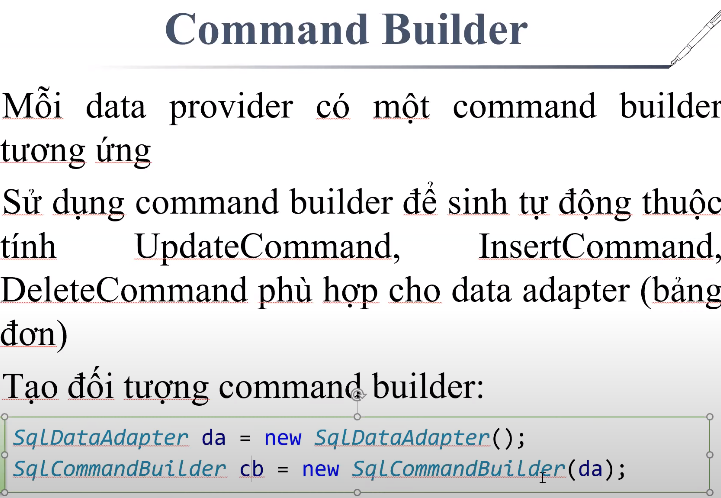 Command Builder
Mỗi data provider có một command builder
tương ứng
Sử dụng command builder để sinh tự động thuộc
tính UpdateCommand, InsertCommand,
DeleteCommand phù hợp cho data adapter (bảng
đơn)
Tạo đối tượng command builder:
SqlDataAdapter da = new SqlDataAdapter();
SqlCommandBuilder cb = new SqlCommandBuilder(da);